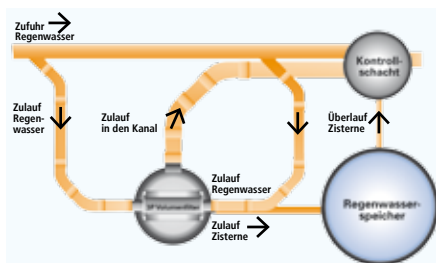 Zufuhr
Regenwasser
Kontroll-
schacht
Zulauf
Regen-
wasser
Zulauf
in den Kanal
Überlauf
Zisterne
Zulauf
Regenwasser
Volumenfilter
Regenwasser-
speicher
Zulauf
Zisterne